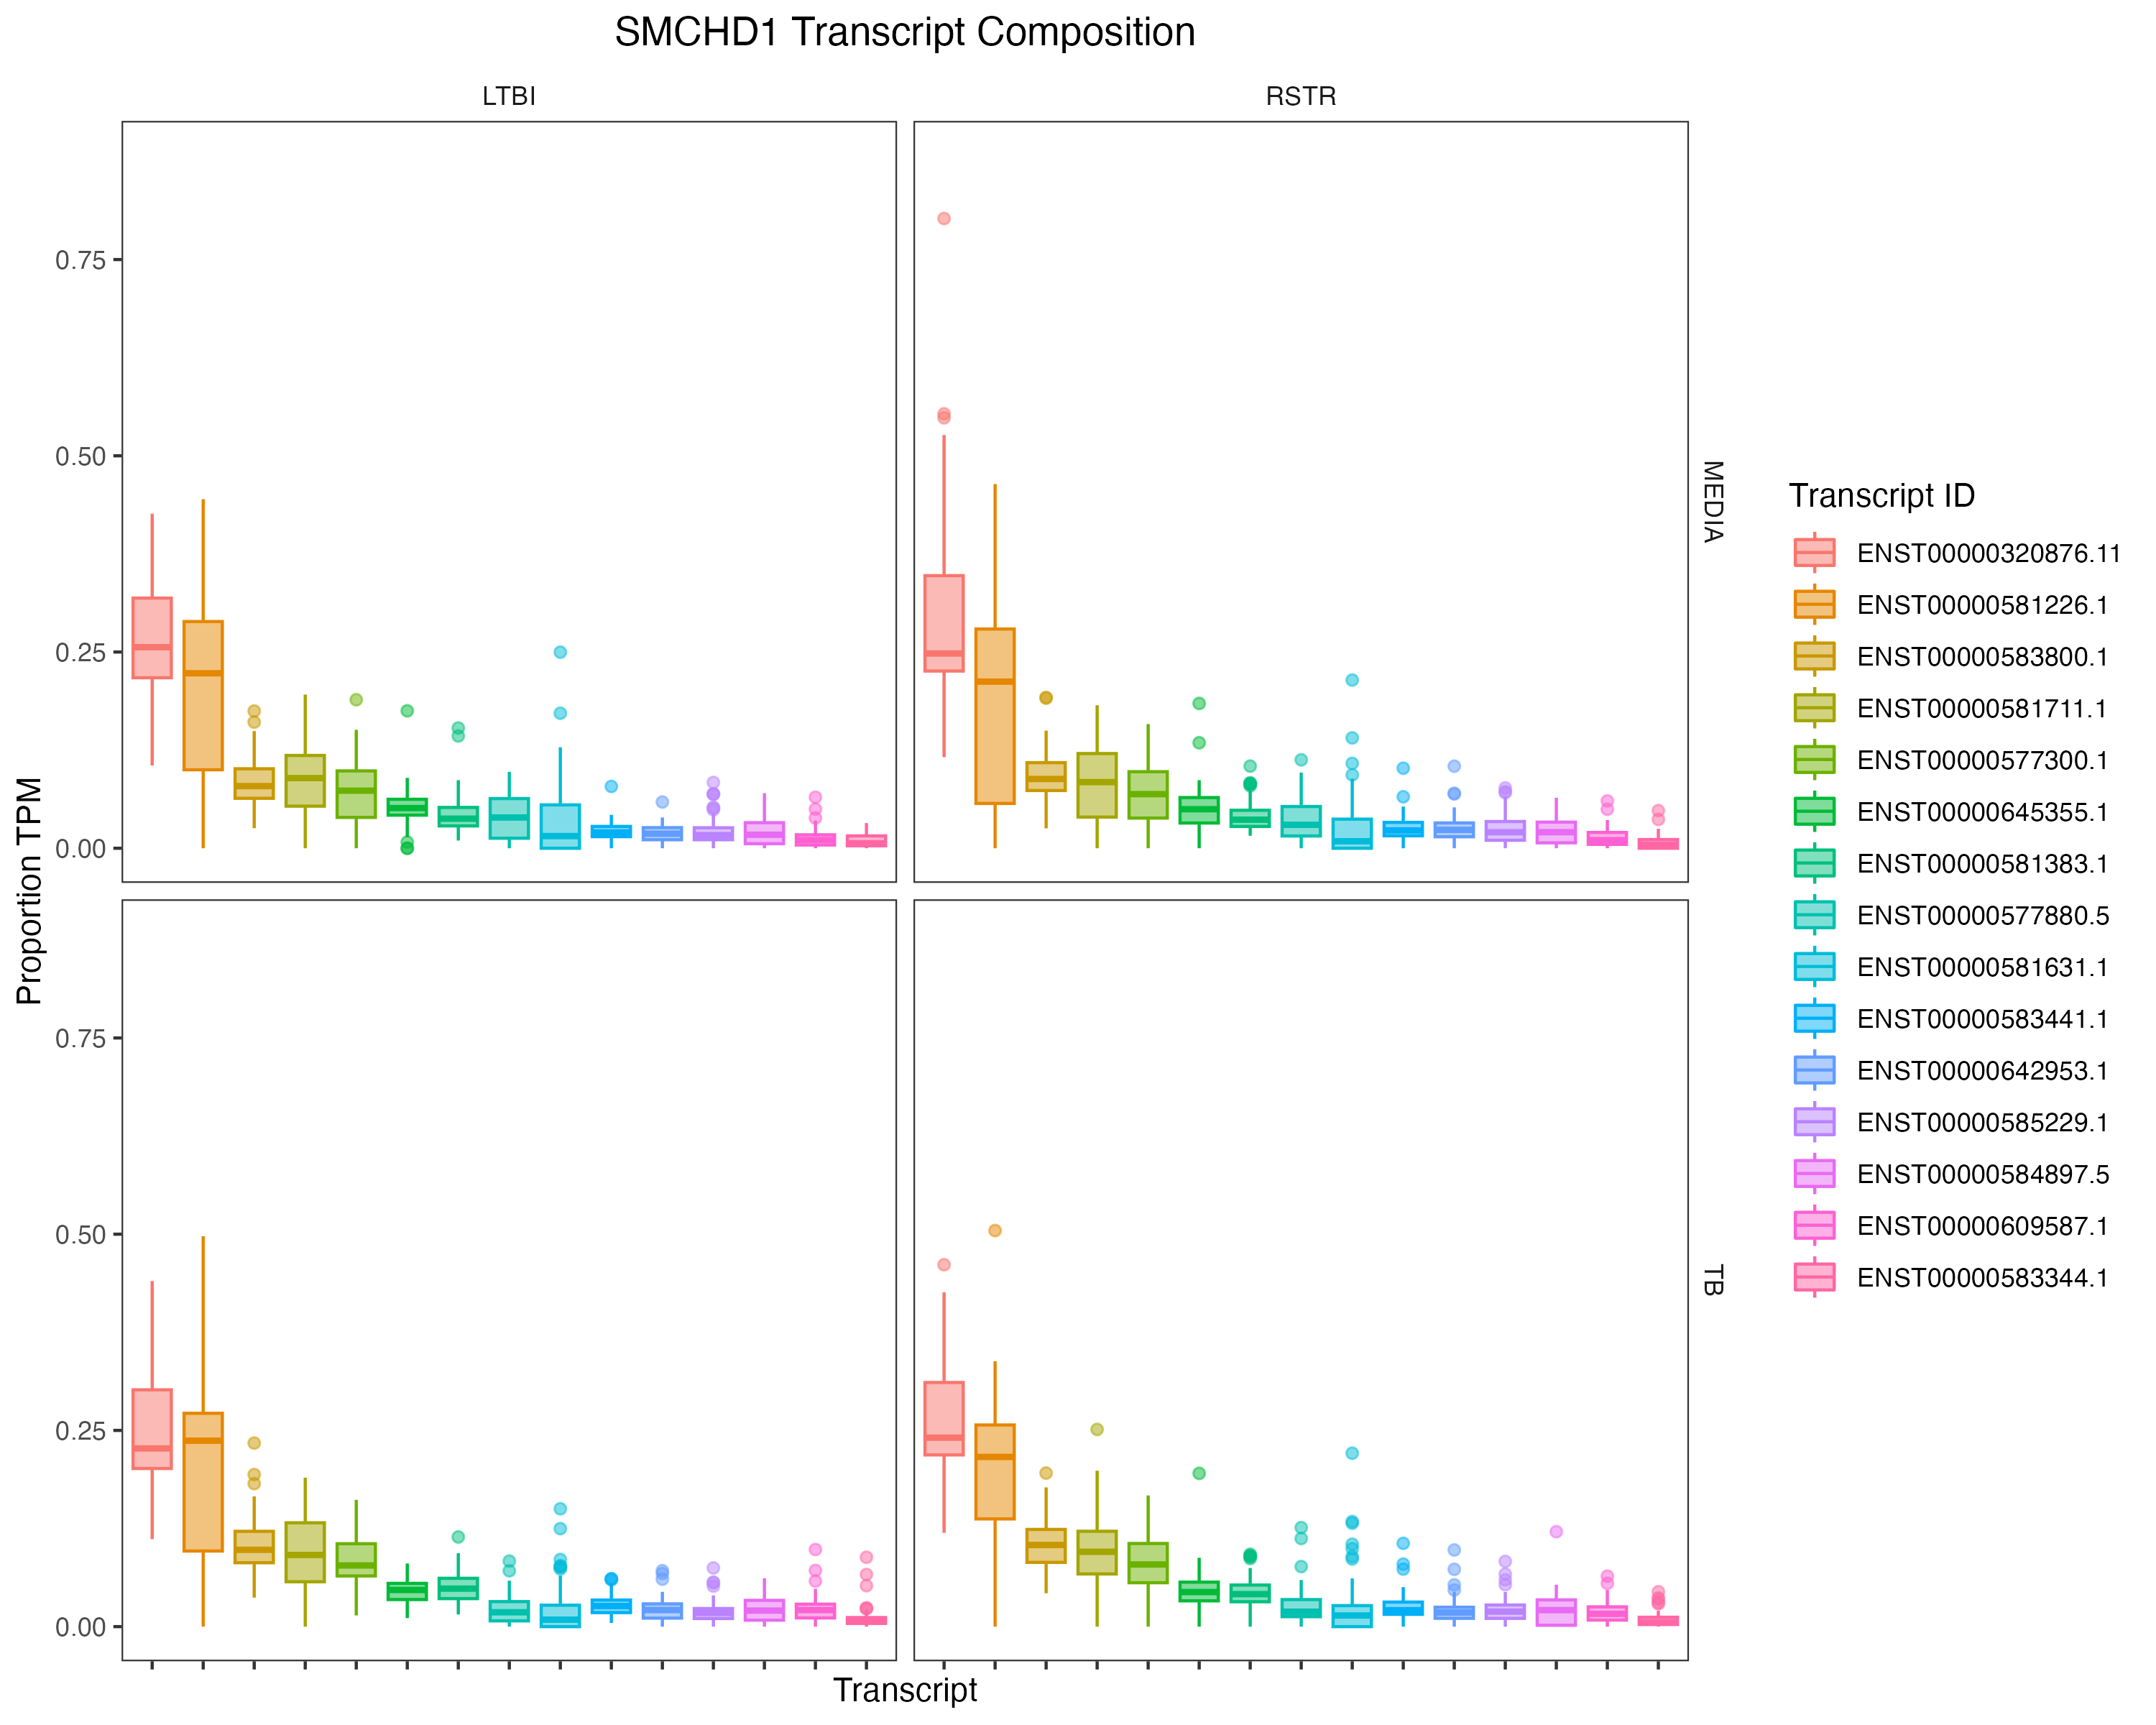 SMCHD1 Transcript Composition
LTBI
RSTR
0.75
0.50
0.25
0.00
MEDIA
0.75
0.50
0.25
0.00
TB
Proportion TPM
Transcript
Transcript ID
ENST00000320876.11
ENST00000581226.1
ENST00000583800.1
ENST00000581711.1
ENST00000577300.1
ENST00000645355.1
ENST00000581383.1
ENST00000577880.5
ENST00000581631.1
ENST00000583441.1
ENST00000642953.1
ENST00000585229.1
ENST00000584897.5
ENST00000609587.1
ENST00000583344.1